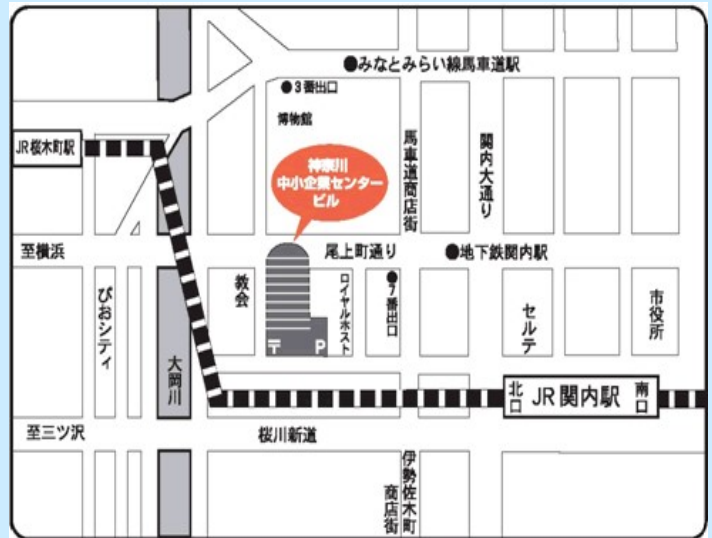 ●みなとみらい線馬車道駅
●3番出口
博物館
JR桜木町駅
神奈川
中小企業センター
ビル
馬車道商店街
関内大通り
至横浜
尾上町通り
●地下鉄関内駅
ぴおシティ
大岡川
教会
ロイヤルホスト
●7番出口
セルテ
市役所
〒 P
北口
JR関内駅
南口
至三ツ沢
桜川新道
伊勢佐木町
商店街